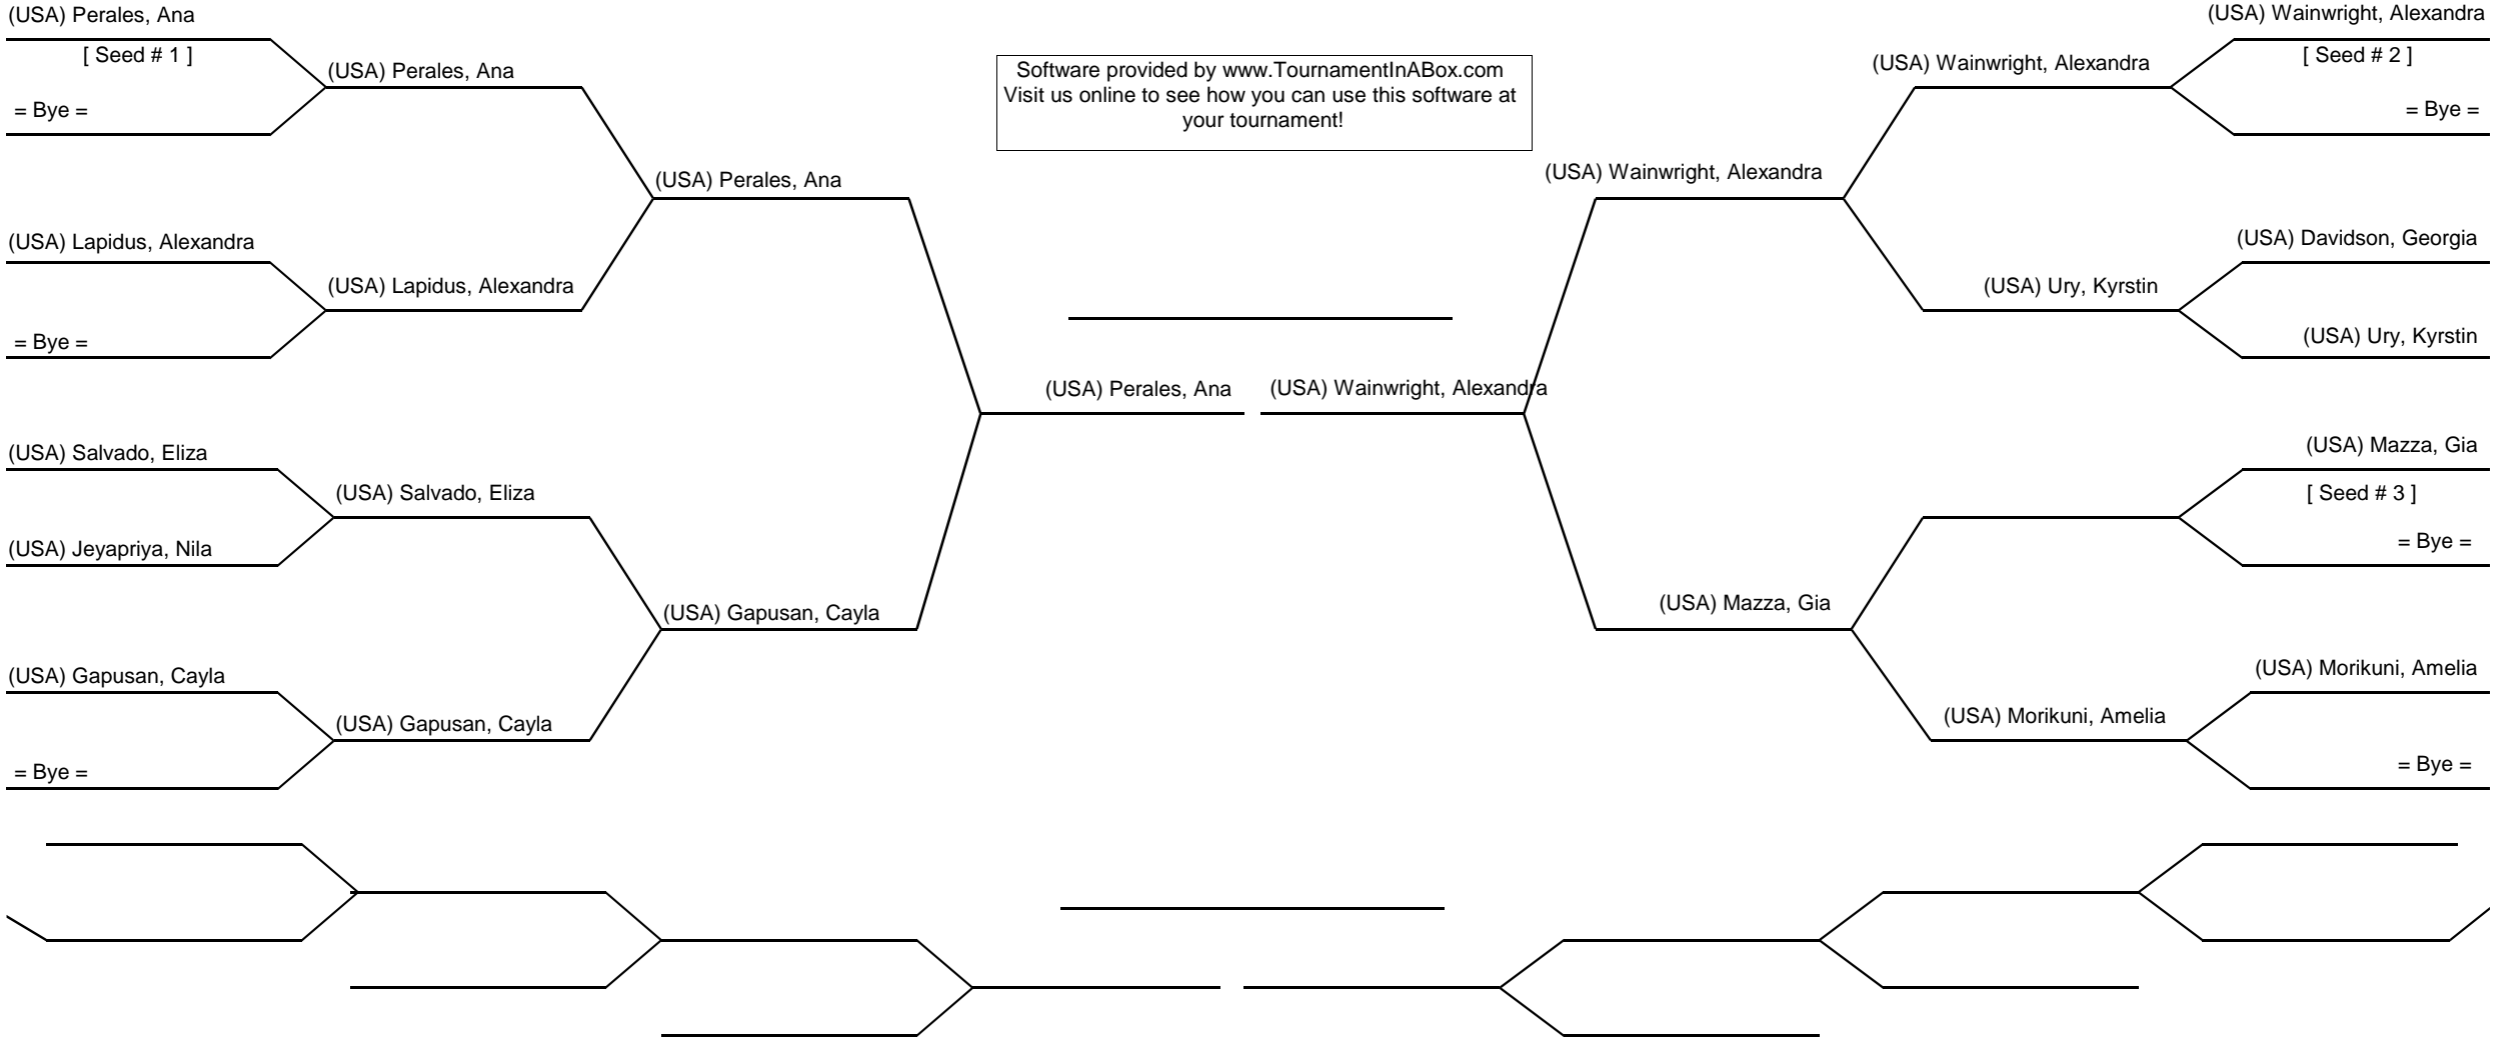 (USA) Perales, Ana
[ Seed # 1 ]
= Bye =
(USA) Lapidus, Alexandra
= Bye =
(USA) Salvado, Eliza
(USA) Jeyapriya, Nila
(USA) Gapusan, Cayla
= Bye =
(USA) Perales, Ana
(USA) Lapidus, Alexandra
(USA) Salvado, Eliza
(USA) Gapusan, Cayla
(USA) Perales, Ana
(USA) Gapusan, Cayla
Software provided by www.TournamentInABox.com
Visit us online to see how you can use this software at
your tournament!
(USA) Perales, Ana
(USA) Wainwright, Alexandra
(USA) Wainwright, Alexandra
(USA) Mazza, Gia
(USA) Wainwright, Alexandra
(USA) Ury, Kyrstin
(USA) Morikuni, Amelia
(USA) Wainwright, Alexandra
[ Seed # 2 ]
= Bye =
(USA) Davidson, Georgia
(USA) Ury, Kyrstin
(USA) Mazza, Gia
[ Seed # 3 ]
= Bye =
(USA) Morikuni, Amelia
= Bye =